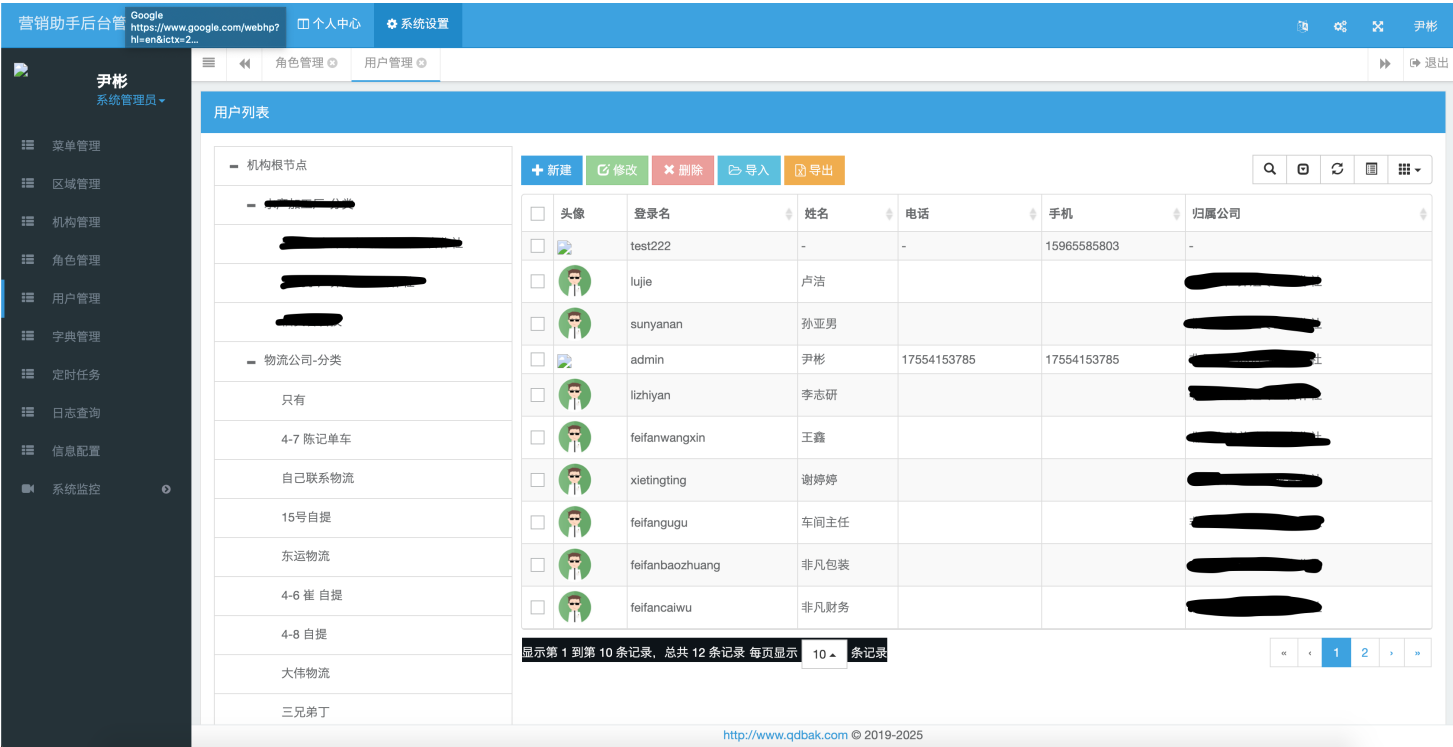 营销助手后台管
Google
https://www.google.com/webhp?
hl=en&ictx=2...
个人中心
系统设置
尹彬
尹彬
系统管理员
角色管理
用户管理
退出
菜单管理
区域管理
机构管理
角色管理
用户管理
字典管理
定时任务
日志查询
信息配置
系统监控
用户列表
机构根节点
物流公司-分类
只有
4-7 陈记单车
自己联系物流
15号自提
东运物流
4-6 崔 自提
4-8 自提
大伟物流
三兄弟丁
新建 修改 删除 导入 导出
头像 登录名 姓名 电话 手机 归属公司
test222 - - 15965585803 -
lujie 卢洁
sunyanan 孙亚男
admin 尹彬 17554153785 17554153785
lizhiyan 李志研
feifanwangxin 王鑫
xietingting 谢婷婷
feifangugu 车间主任
feifanbaozhuang 非凡包装
feifancaiwu 非凡财务
显示第 1 到第 10 条记录，总共 12 条记录 每页显示 10 条记录
« ‹ 1 2 › »
http://www.qdbak.com © 2019-2025